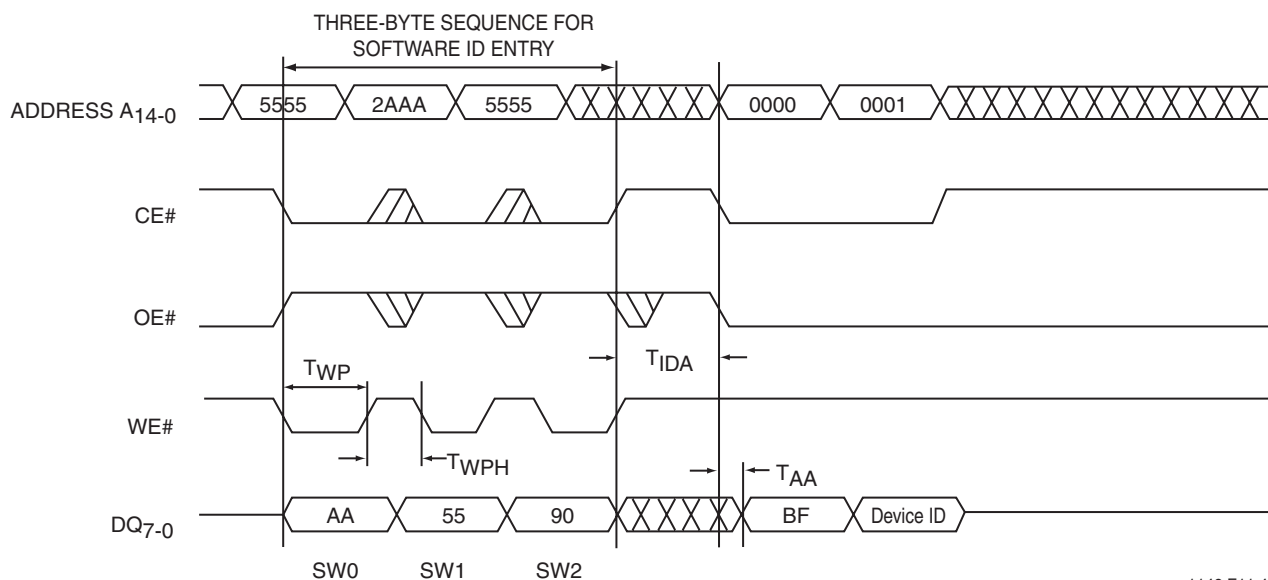 THREE-BYTE SEQUENCE FOR
SOFTWARE ID ENTRY
ADDRESS A14-0
5555 2AAA 5555 0000 0001
CE#
OE#
TWP TIDA
WE#
TWPH TAA
DQ7-0
AA 55 90 BF Device ID
SW0 SW1 SW2